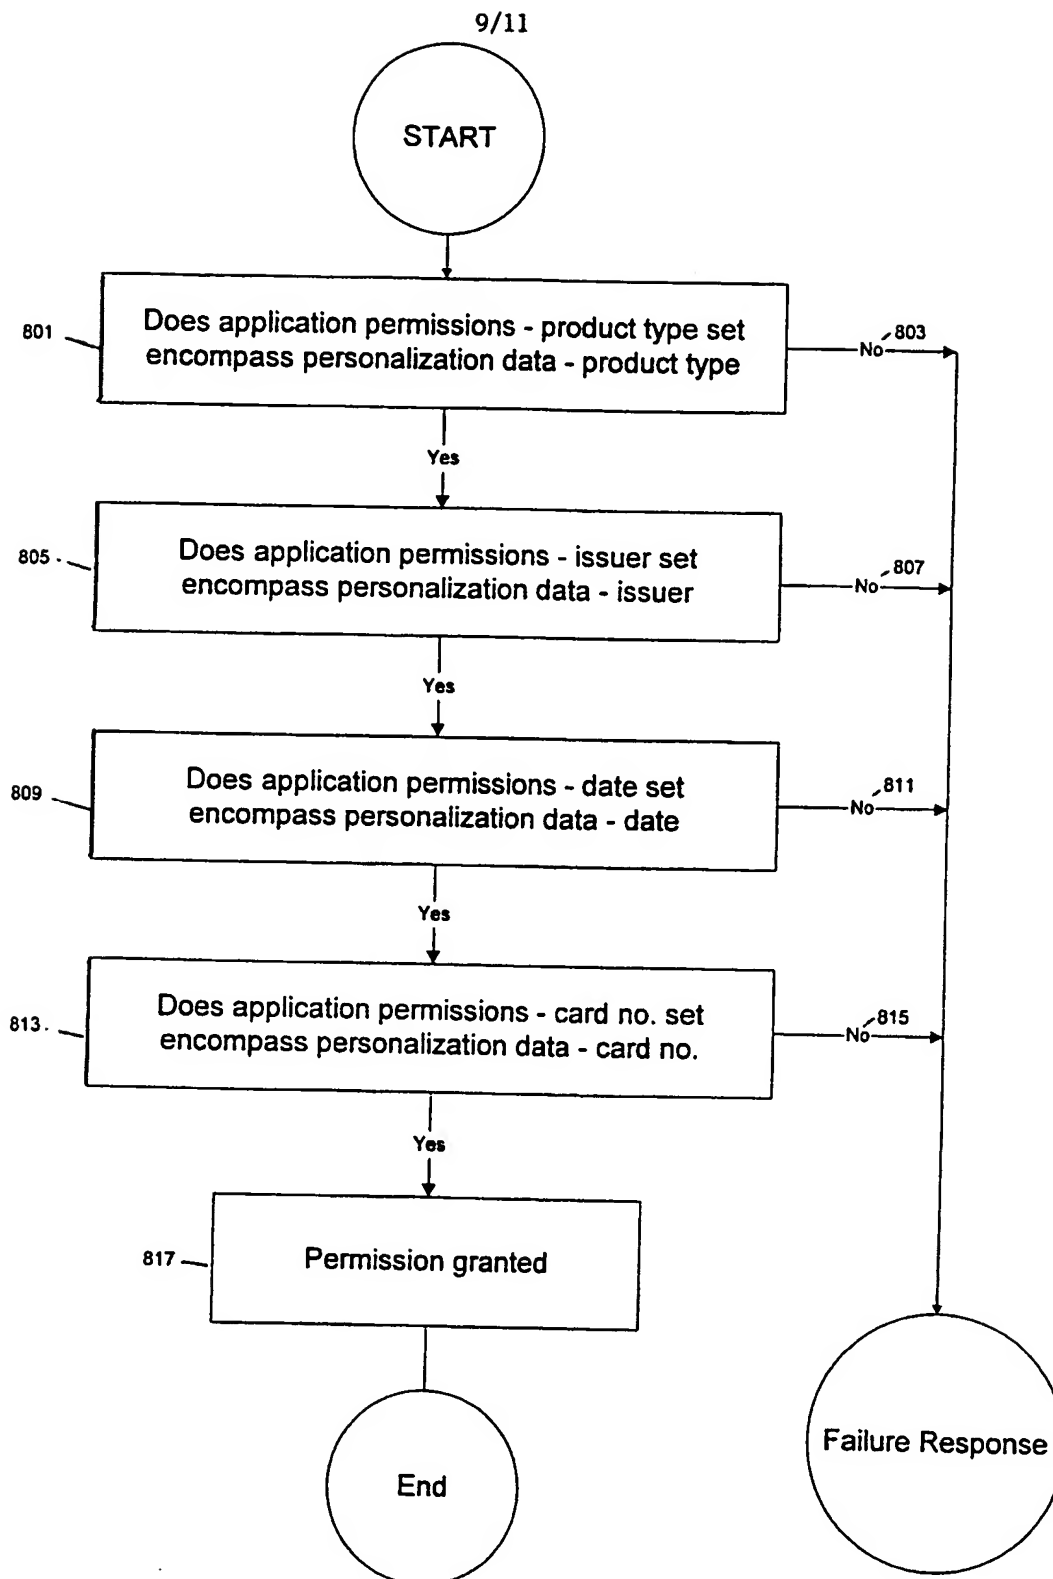 9/11
START
801
Does application permissions - product type set
encompass personalization data - product type
No
803
Yes
805
Does application permissions - issuer set
encompass personalization data - issuer
No
807
Yes
809
Does application permissions - date set
encompass personalization data - date
No
811
Yes
813
Does application permissions - card no. set
encompass personalization data - card no.
No
815
Yes
817
Permission granted
End
Failure Response